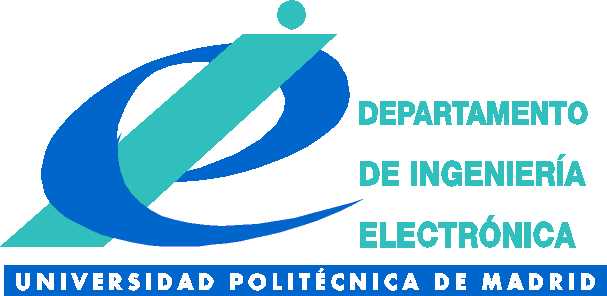 DEPARTAMENTO
DE INGENIERÍA
ELECTRÓNICA
UNIVERSIDAD POLITÉCNICA DE MADRID